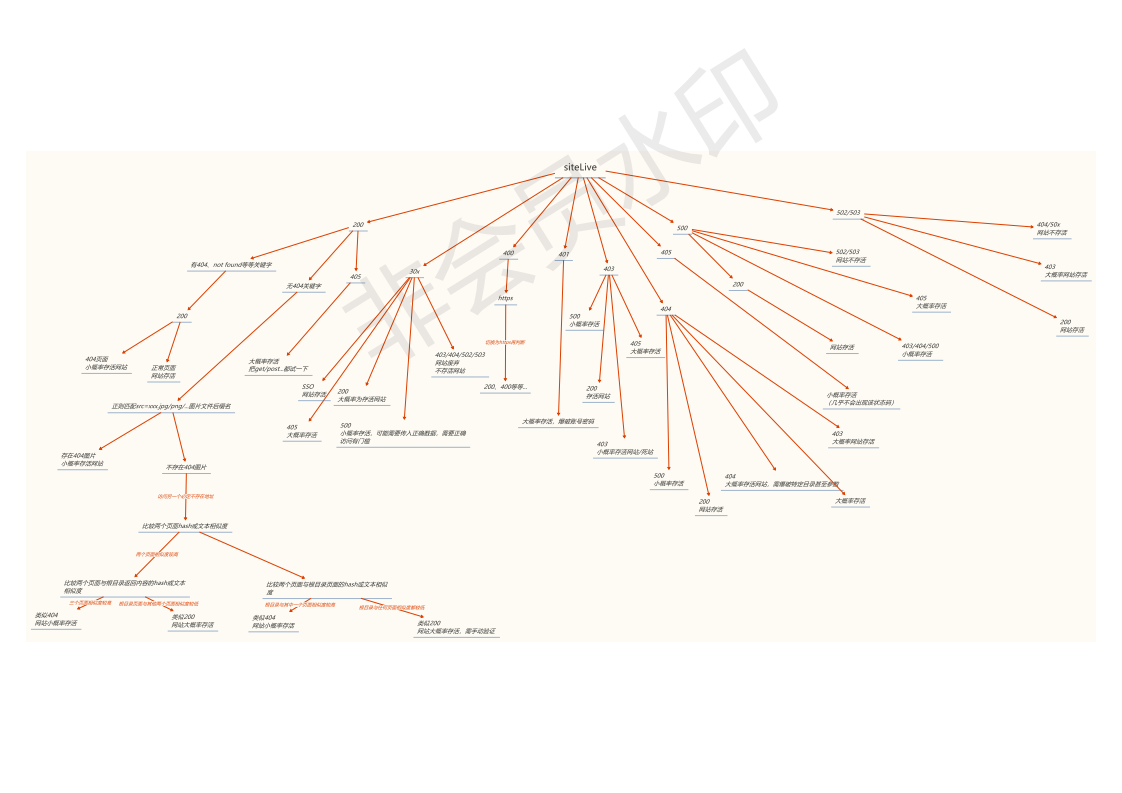 非会员水印
siteLive
200
502/503
500
400
401
405
403
30x
404/50x
网站不存活
502/503
网站不存活
403
大概率网站存活
有404，not found等等关键字
无404关键字
405
https
200
405
大概率存活
404
200
500
小概率存活
200
网站存活
切换为https再判断
405
大概率存活
网站存活
403/404/500
小概率存活
404页面
小概率存活网站
正常页面
网站存活
大概率存活
把get/post...都试一下
403/404/502/503
网站废弃
不存活网站
SSO
网站存活
200
大概率为存活网站
200、400等等...
200
存活网站
小概率存活
（几乎不会出现该状态码）
正则匹配src=xxx.jpg/png/...图片文件后缀名
405
大概率存活
500
小概率存活，可能需要传入正确数据，需要正确
访问有门槛
大概率存活，爆破账号密码
403
小概率存活网站/死站
403
大概率网站存活
存在404图片
小概率存活网站
不存在404图片
500
小概率存活
404
大概率存活网站，需爆破特定目录甚至参数
200
网站存活
大概率存活
访问另一个必定不存在地址
比较两个页面hash或文本相似度
两个页面相似度较高
比较两个页面与根目录返回内容的hash或文本
相似度
比较两个页面与根目录页面的hash或文本相似
度
三个页面相似度较高
根目录页面与其他两个页面相似度较低
根目录与其中一个页面相似度较高
根目录与任何页面相似度都较低
类似404
网站小概率存活
类似200
网站大概率存活
类似404
网站小概率存活
类似200
网站大概率存活，需手动验证